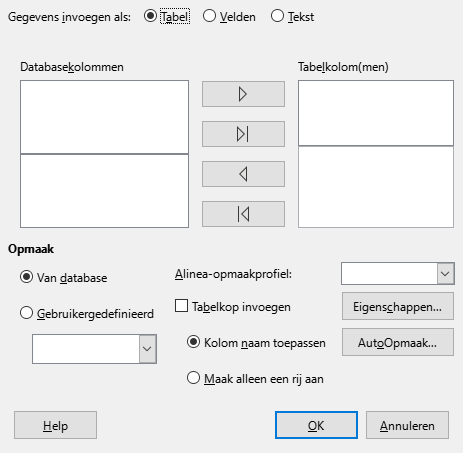 Gegevens invoegen als: Tabel Velden Tekst
Databasekolommen Tabelkolom(men)
Opmaak
Van database Alinea-opmaakprofiel:
Gebruikergedefinieerd Tabelkop invoegen Eigenschappen...
Kolom naam toepassen AutoOpmaak...
Maak alleen een rij aan
Help OK Annuleren